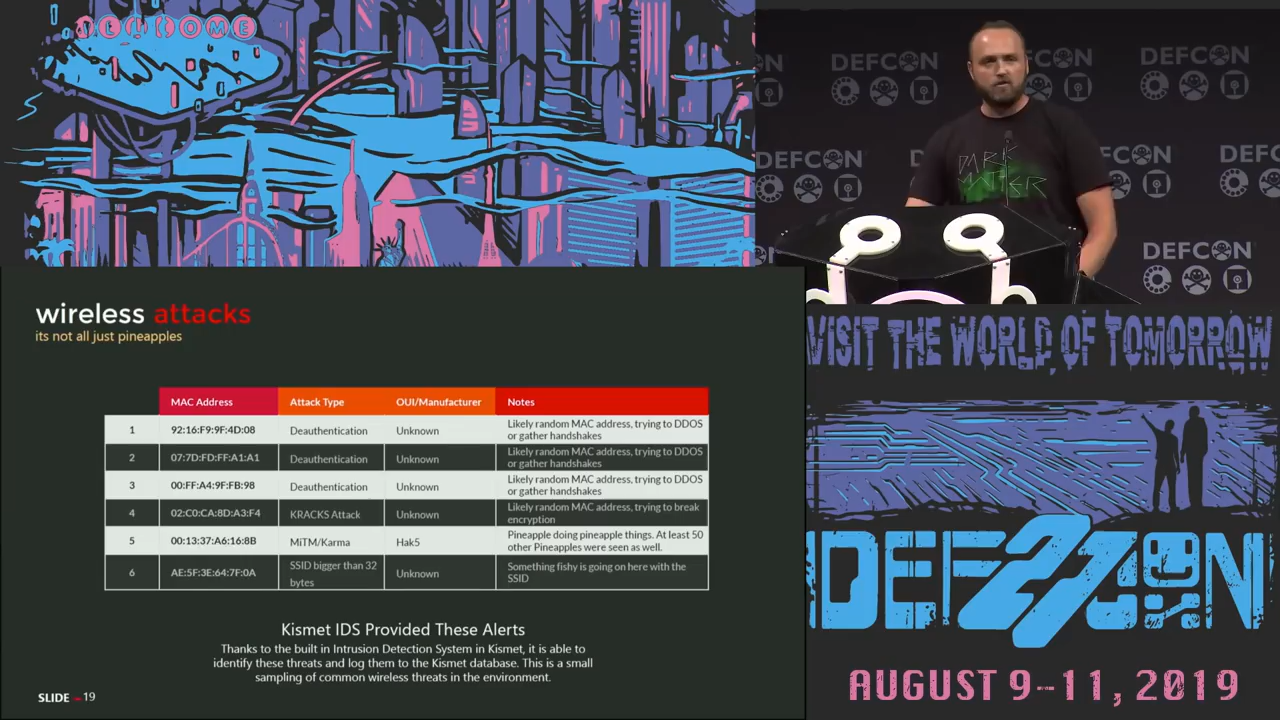 WELCOME
DEFCON
DEFCON
DEFCON
DEFCON
DEFCON
DARK
MATTER
wireless attacks
its not all just pineapples
MAC Address Attack Type OUI/Manufacturer Notes
1 92:16:F9:9F:4D:08 Deauthentication Unknown Likely random MAC address, trying to DDOS
or gather handshakes
2 07:7D:FD:FF:A1:A1 Deauthentication Unknown Likely random MAC address, trying to DDOS
or gather handshakes
3 00:FF:A4:9F:FB:98 Deauthentication Unknown Likely random MAC address, trying to DDOS
or gather handshakes
4 02:C0:CA:8D:A3:F4 KRACKS Attack Unknown Likely random MAC address, trying to break
encryption
5 00:13:37:A6:16:8B MiTM/Karma Hak5 Pineapple doing pineapple things. At least 50
other Pineapples were seen as well.
6 AE:5F:3E:64:7F:0A SSID bigger than 32
bytes Unknown Something fishy is going on here with the
SSID
Kismet IDS Provided These Alerts
Thanks to the built in Intrusion Detection System in Kismet, it is able to
identify these threats and log them to the Kismet database. This is a small
sampling of common wireless threats in the environment.
SLIDE 19
VISIT THE WORLD OF TOMORROW
DEF CON 27
AUGUST 9-11, 2019